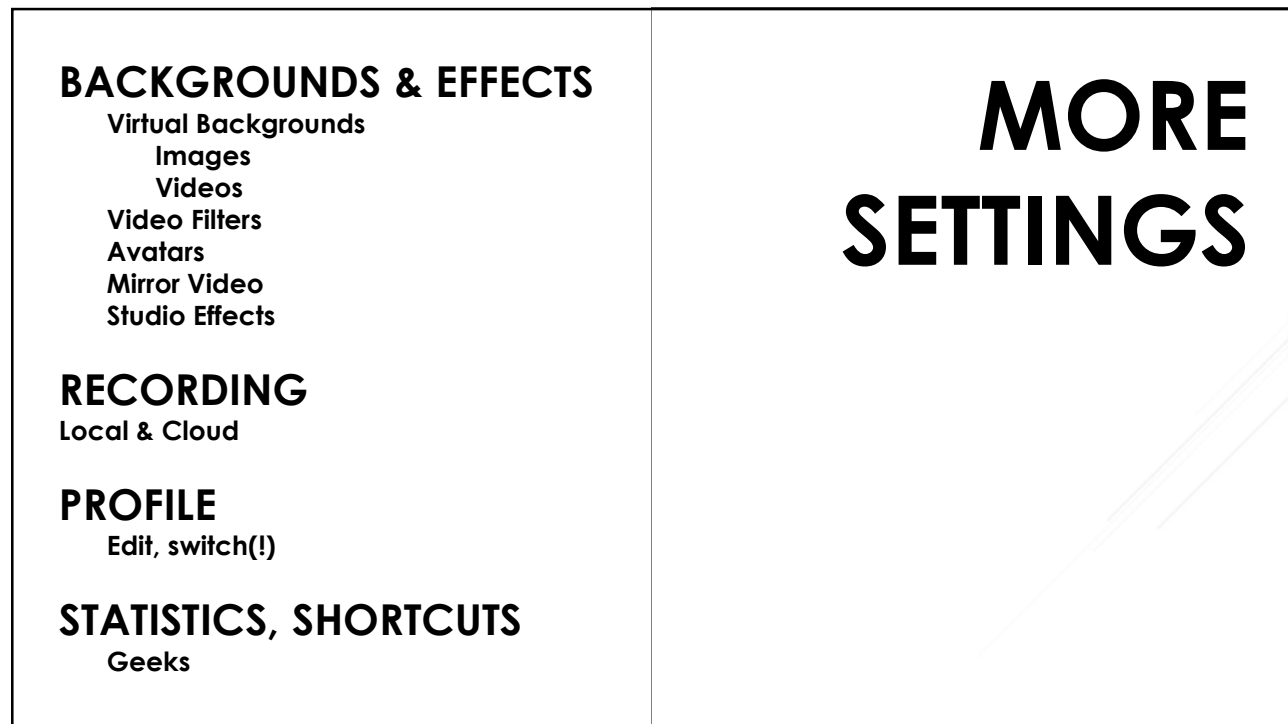 BACKGROUNDS & EFFECTS
Virtual Backgrounds
Images
Videos
Video Filters
Avatars
Mirror Video
Studio Effects
RECORDING
Local & Cloud
PROFILE
Edit, switch(!)
STATISTICS, SHORTCUTS
Geeks
MORE
SETTINGS